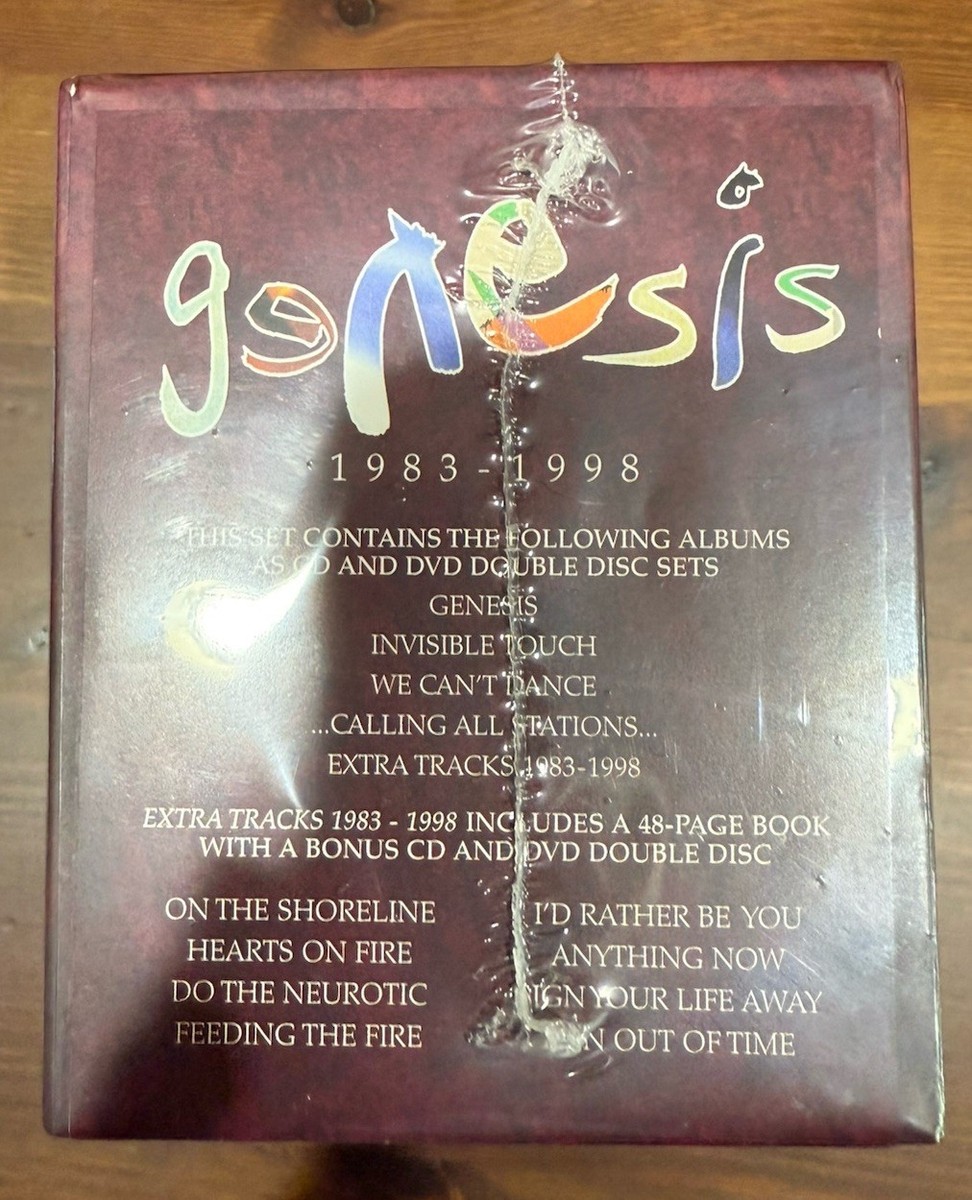 genesis
1983-1998
THIS SET CONTAINS THE FOLLOWING ALBUMS
AS CD AND DVD DOUBLE DISC SETS
GENESIS
INVISIBLE TOUCH
WE CAN'T DANCE
...CALLING ALL STATIONS...
EXTRA TRACKS 1983-1998
EXTRA TRACKS 1983 - 1998 INCLUDES A 48-PAGE BOOK
WITH A BONUS CD AND DVD DOUBLE DISC
ON THE SHORELINE
HEARTS ON FIRE
DO THE NEUROTIC
FEEDING THE FIRE
I'D RATHER BE YOU
ANYTHING NOW
SIGN YOUR LIFE AWAY
OUT OF TIME